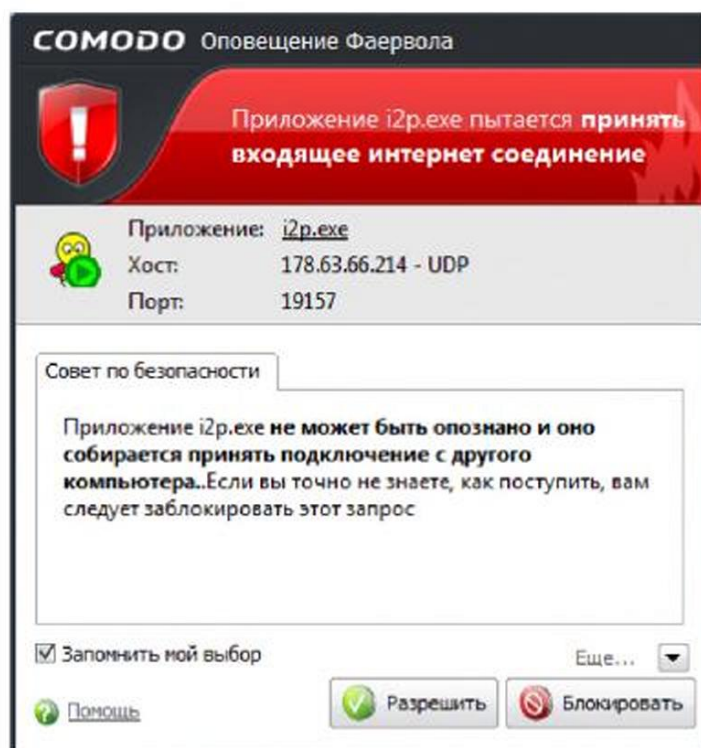 COMODO Оповещение Фаервола
Приложение i2p.exe пытается принять
входящее интернет соединение
Приложение: i2p.exe
Хост: 178.63.66.214 - UDP
Порт: 19157
Совет по безопасности
Приложение i2p.exe не может быть опознано и оно
собирается принять подключение с другого
компьютера..Если вы точно не знаете, как поступить, вам
следует заблокировать этот запрос
Запомнить мой выбор
Еще...
Помощь
Разрешить
Блокировать